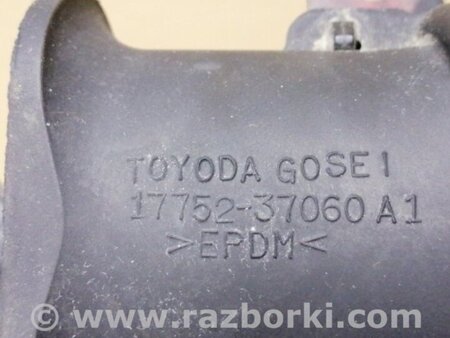 TOYODA GOSEI
17752-37060 A1
>EPDM<
© www.razborki.com